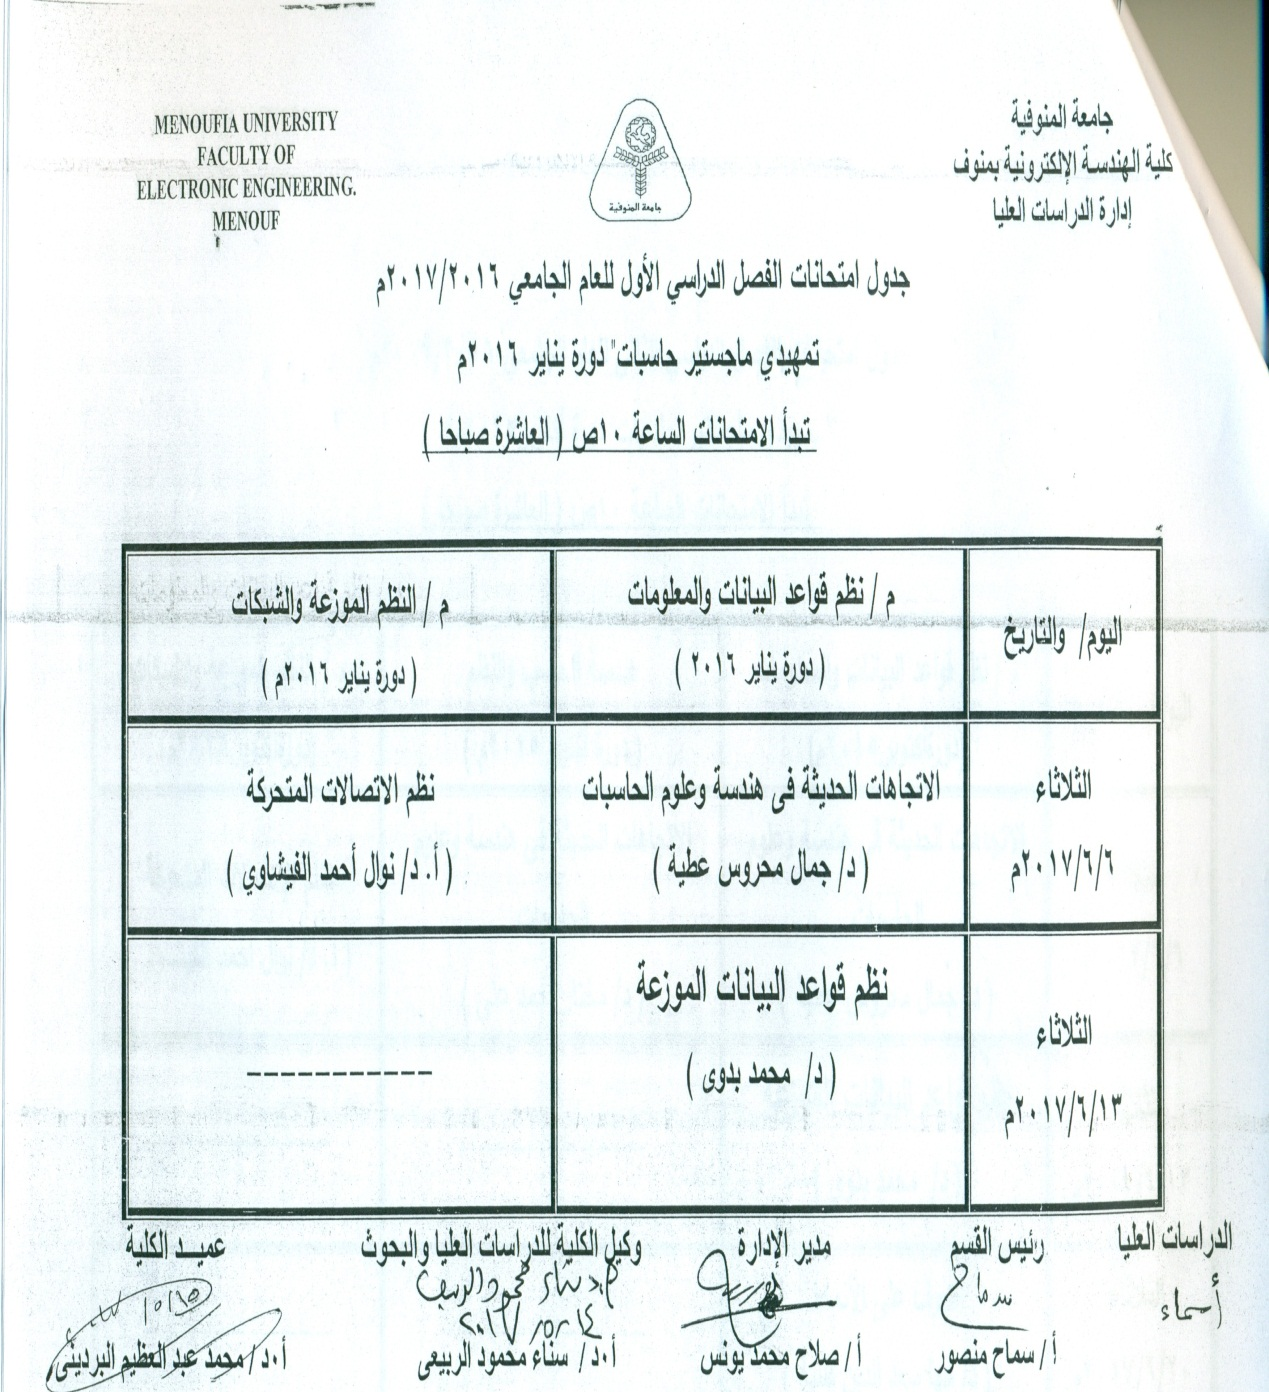 MENOUFIA UNIVERSITY
FACULTY OF
ELECTRONIC ENGINEERING.
MENOUF
جامعة المنوفية
جامعة المنوفية
كلية الهندسة الإلكترونية بمنوف
إدارة الدراسات العليا
جدول امتحانات الفصل الدراسي الأول للعام الجامعي ٢٠١٧/٢٠١٦م
تمهيدي ماجستير حاسبات" دورة يناير ٢٠١٦م
تبدأ الامتحانات الساعة ١٠ص ( العاشرة صباحا )
اليوم/ والتاريخ
م/ نظم قواعد البيانات والمعلومات
( دورة يناير ٢٠١٦ )
م/ النظم الموزعة والشبكات
( دورة يناير ٢٠١٦م )
الثلاثاء
٢٠١٧/٦/٦م
الاتجاهات الحديثة فى هندسة وعلوم الحاسبات
( د/ جمال محروس عطية )
نظم الاتصالات المتحركة
( أ. د/ نوال أحمد الفيشاوي )
الثلاثاء
٢٠١٧/٦/١٣م
نظم قواعد البيانات الموزعة
( د/ محمد بدوى )
-----------
الدراسات العليا
أسماء
رئيس القسم
سماح
أ/ سماح منصور
مدير الإدارة
أ/ صلاح محمد يونس
وكيل الكلية للدراسات العليا والبحوث
أ.د/ سناء محمود الربيعى
عميد الكلية
أ.د/ محمد عبد العظيم البردينى